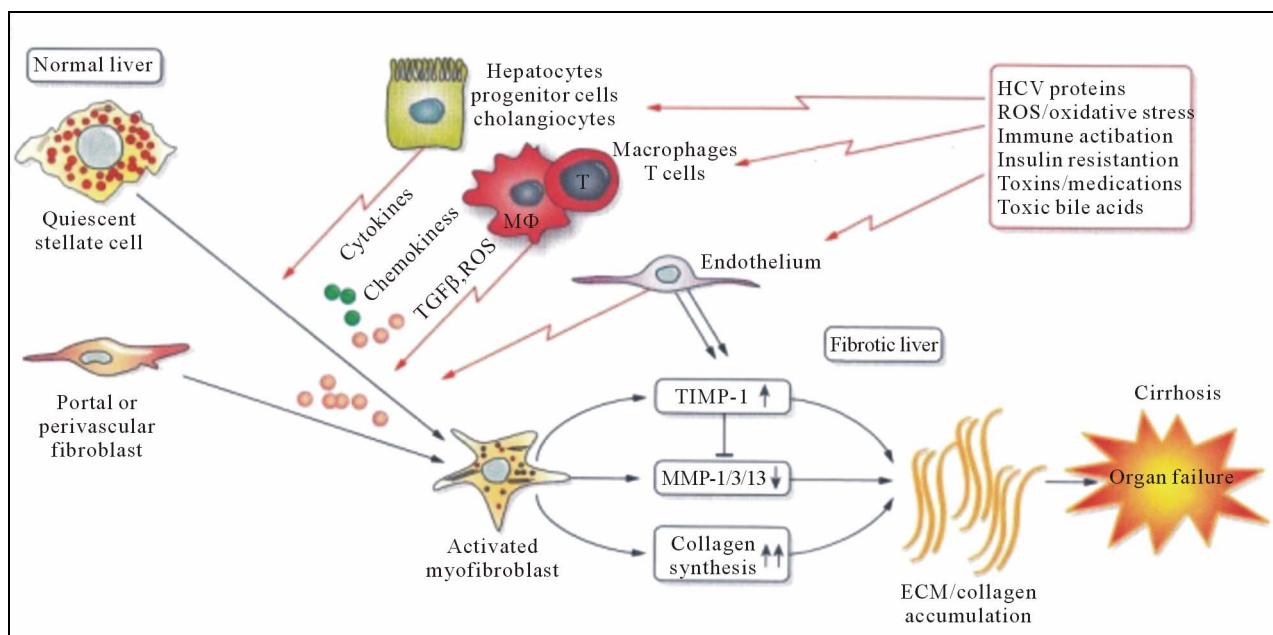 Normal liver
Quiescent
stellate cell
Portal or
perivascular
fibroblast
Hepatocytes
progenitor cells
cholangiocytes
Macrophages
T cells
T
MΦ
Cytokines
Chemokiness
TGFβ,ROS
Endothelium
HCV proteins
ROS/oxidative stress
Immune actibation
Insulin resistantion
Toxins/medications
Toxic bile acids
Fibrotic liver
Activated
myofibroblast
TIMP-1 ↑
MMP-1/3/13 ↓
Collagen
synthesis ↑↑
ECM/collagen
accumulation
Cirrhosis
Organ failure